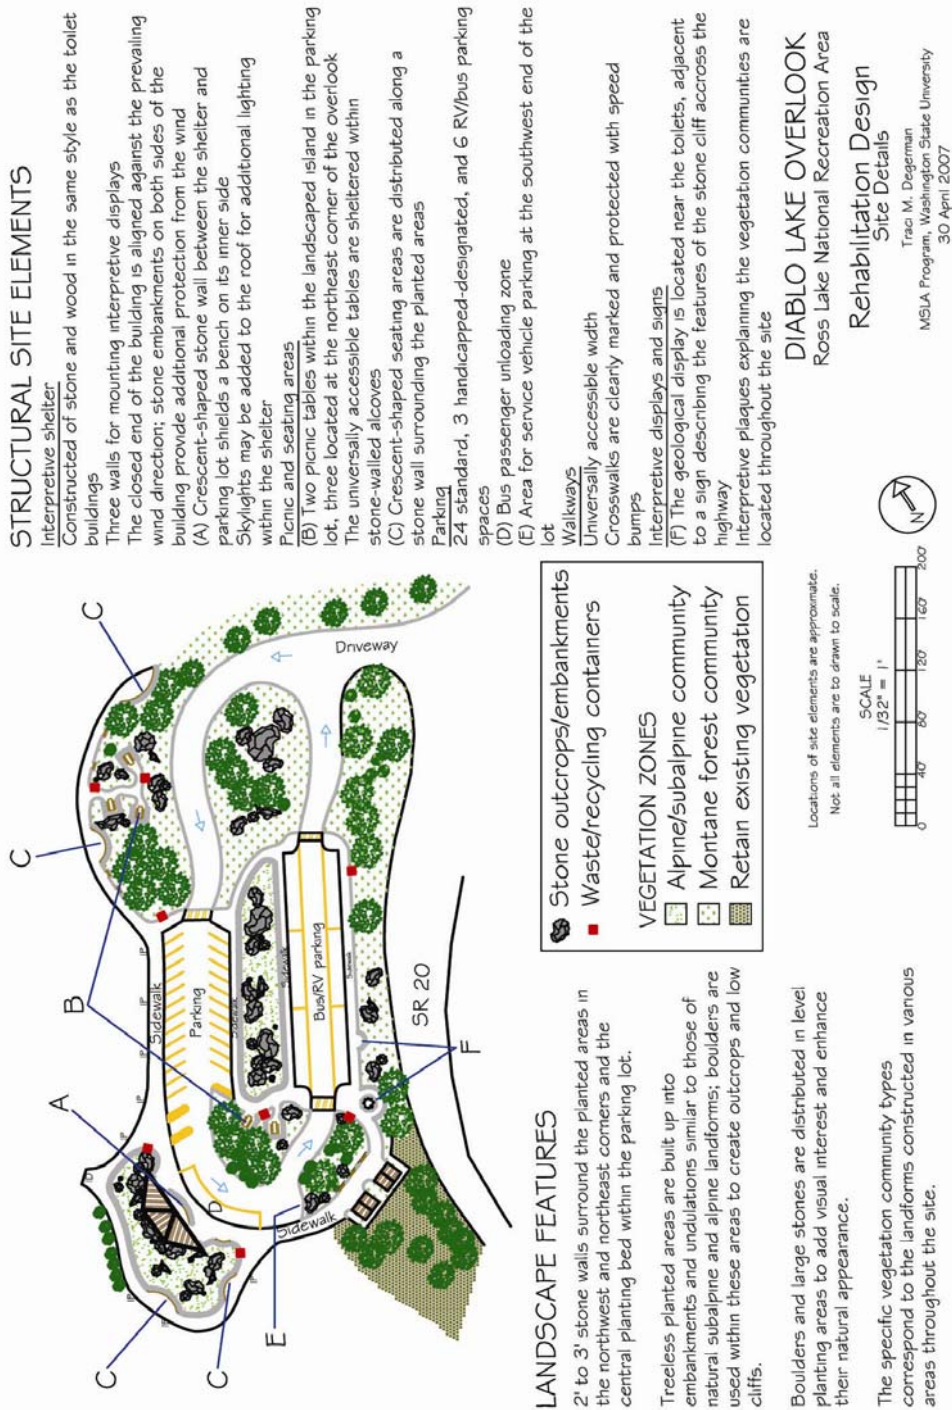 STRUCTURAL SITE ELEMENTS
Interpretive shelter
Constructed of stone and wood in the same style as the toilet
buildings
Three walls for mounting interpretive displays
The closed end of the building is aligned against the prevailing
wind direction; stone embankments on both sides of the
building provide additional protection from the wind
(A) Crescent-shaped stone wall between the shelter and
parking lot shields a bench on its inner side
Skylights may be added to the roof for additional lighting
within the shelter
Picnic and seating areas
(B) Two picnic tables within the landscaped island in the parking
lot, three located at the northeast corner of the overlook
The universally accessible tables are sheltered within
stone-walled alcoves
(C) Crescent-shaped seating areas are distributed along a
stone wall surrounding the planted areas
Parking
24 standard, 3 handicapped-designated, and 6 RV/bus parking
spaces
(D) Bus passenger unloading zone
(E) Area for service vehicle parking at the southwest end of the
lot
Walkways
Universally accessible width
Crosswalks are clearly marked and protected with speed
bumps
Interpretive displays and signs
(F) The geological display is located near the toilets, adjacent
to a sign describing the features of the stone cliff accross the
highway
Interpretive plaques explaining the vegetation communities are
located throughout the site
DIABLO LAKE OVERLOOK
Ross Lake National Recreation Area
Rehabilitation Design
Site Details
Traci M. Degerman
MSLA Program, Washington State University
30 April 2007
C
C
B
A
C
C
E
F
D
Driveway
Sidewalk
Parking
Sidewalk
Sidewalk
Bus/RV parking
Sidewalk
Sidewalk
SR 20
IP
IP
IP
IP
IP
IP
IP
IP
IP
Stone outcrops/embankments
Waste/recycling containers
VEGETATION ZONES
Alpine/subalpine community
Montane forest community
Retain existing vegetation
Locations of site elements are approximate.
Not all elements are to drawn to scale.
SCALE
1/32" = 1'
0 40' 80' 120' 160' 200'
N
LANDSCAPE FEATURES
2' to 3' stone walls surround the planted areas in
the northwest and northeast corners and the
central planting bed within the parking lot.
Treeless planted areas are built up into
embankments and undulations similar to those of
natural subalpine and alpine landforms; boulders are
used within these areas to create outcrops and low
cliffs.
Boulders and large stones are distributed in level
planting areas to add visual interest and enhance
their natural appearance.
The specific vegetation community types
correspond to the landforms constructed in various
areas throughout the site.